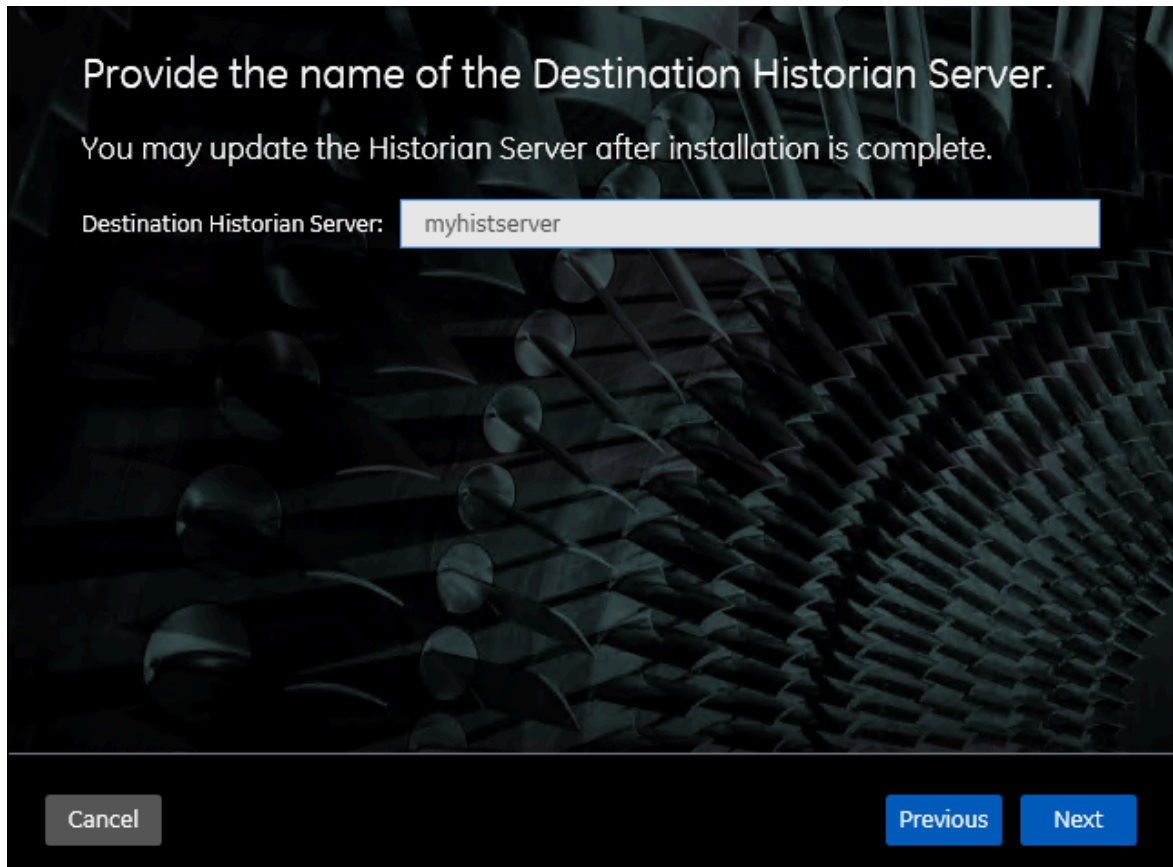 Provide the name of the Destination Historian Server.
You may update the Historian Server after installation is complete.
Destination Historian Server: myhistserver
Cancel Previous Next